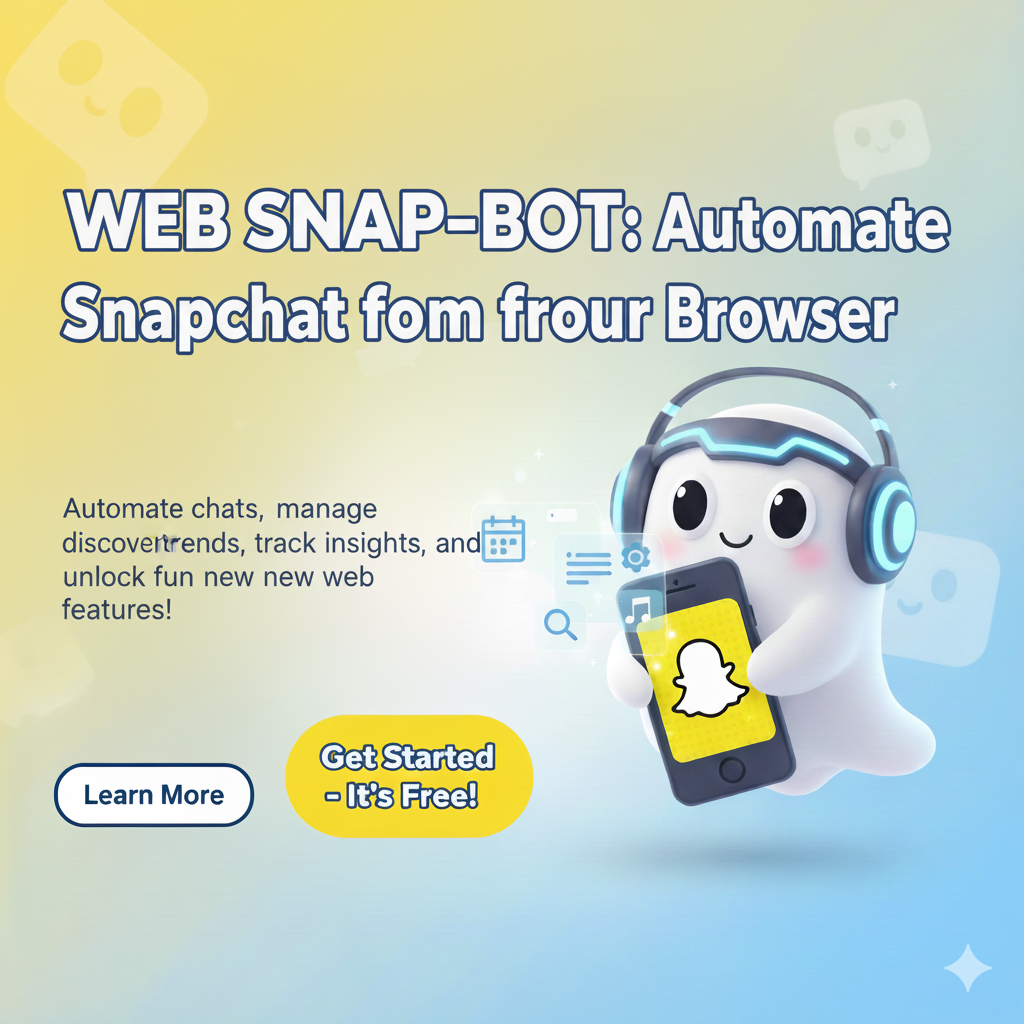 WEB SNAP-BOT: Automate
Snapchat fom frour Browser
Automate chats, manage
discovertrends, track insights, and
unlock fun new new web
features!
Learn More
Get Started
- It's Free!